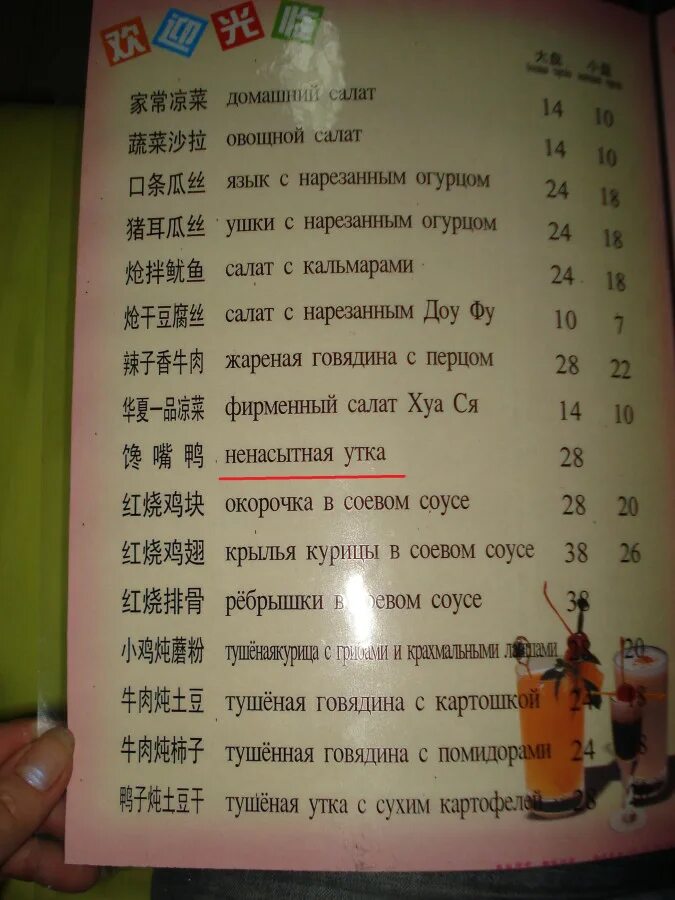 欢迎光临
大盘 小盘
家常凉菜 домашний салат 14 10
蔬菜沙拉 овощной салат 14 10
口条瓜丝 язык с нарезанным огурцом 24 18
猪耳瓜丝 ушки с нарезанным огурцом 24 18
炝拌鱿鱼 салат с кальмарами 24 18
炝干豆腐丝 салат с нарезанным Доу Фу 10 7
辣子香牛肉 жареная говядина с перцом 28 22
华夏一品凉菜 фирменный салат Хуа Ся 14 10
馋嘴鸭 ненасытная утка 28
红烧鸡块 окорочка в соевом соусе 28 20
红烧鸡翅 крылья курицы в соевом соусе 38 26
红烧排骨 рёбрышки в соевом соусе 38
小鸡炖蘑粉 тушёнаякурица с грибами и крахмальными 20
牛肉炖土豆 тушёная говядина с картошкой 24 18
牛肉炖柿子 тушённая говядина с помидорами 24
鸭子炖土豆干 тушёная утка с сухим картофелей 28